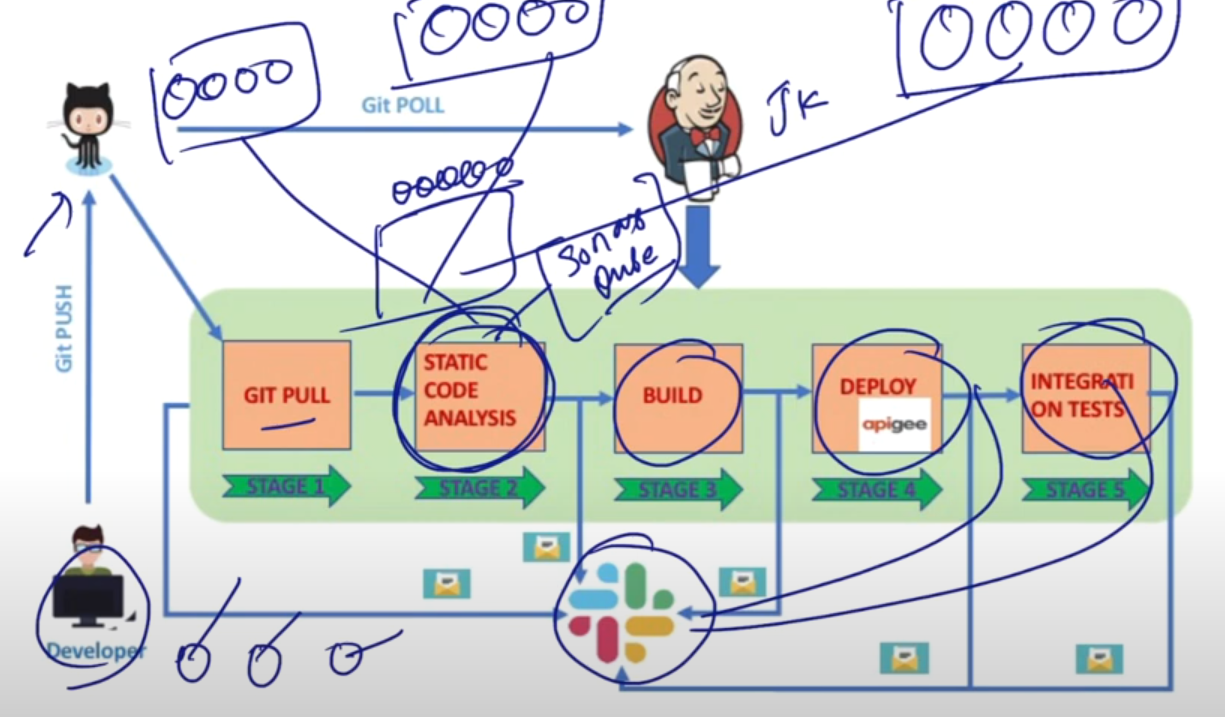 Git POLL
JK
Sonar
Qube
Git PUSH
GIT PULL
STATIC
CODE
ANALYSIS
BUILD
DEPLOY
apigee
INTEGRATI
ON TESTS
STAGE 1
STAGE 2
STAGE 3
STAGE 4
STAGE 5
Developer